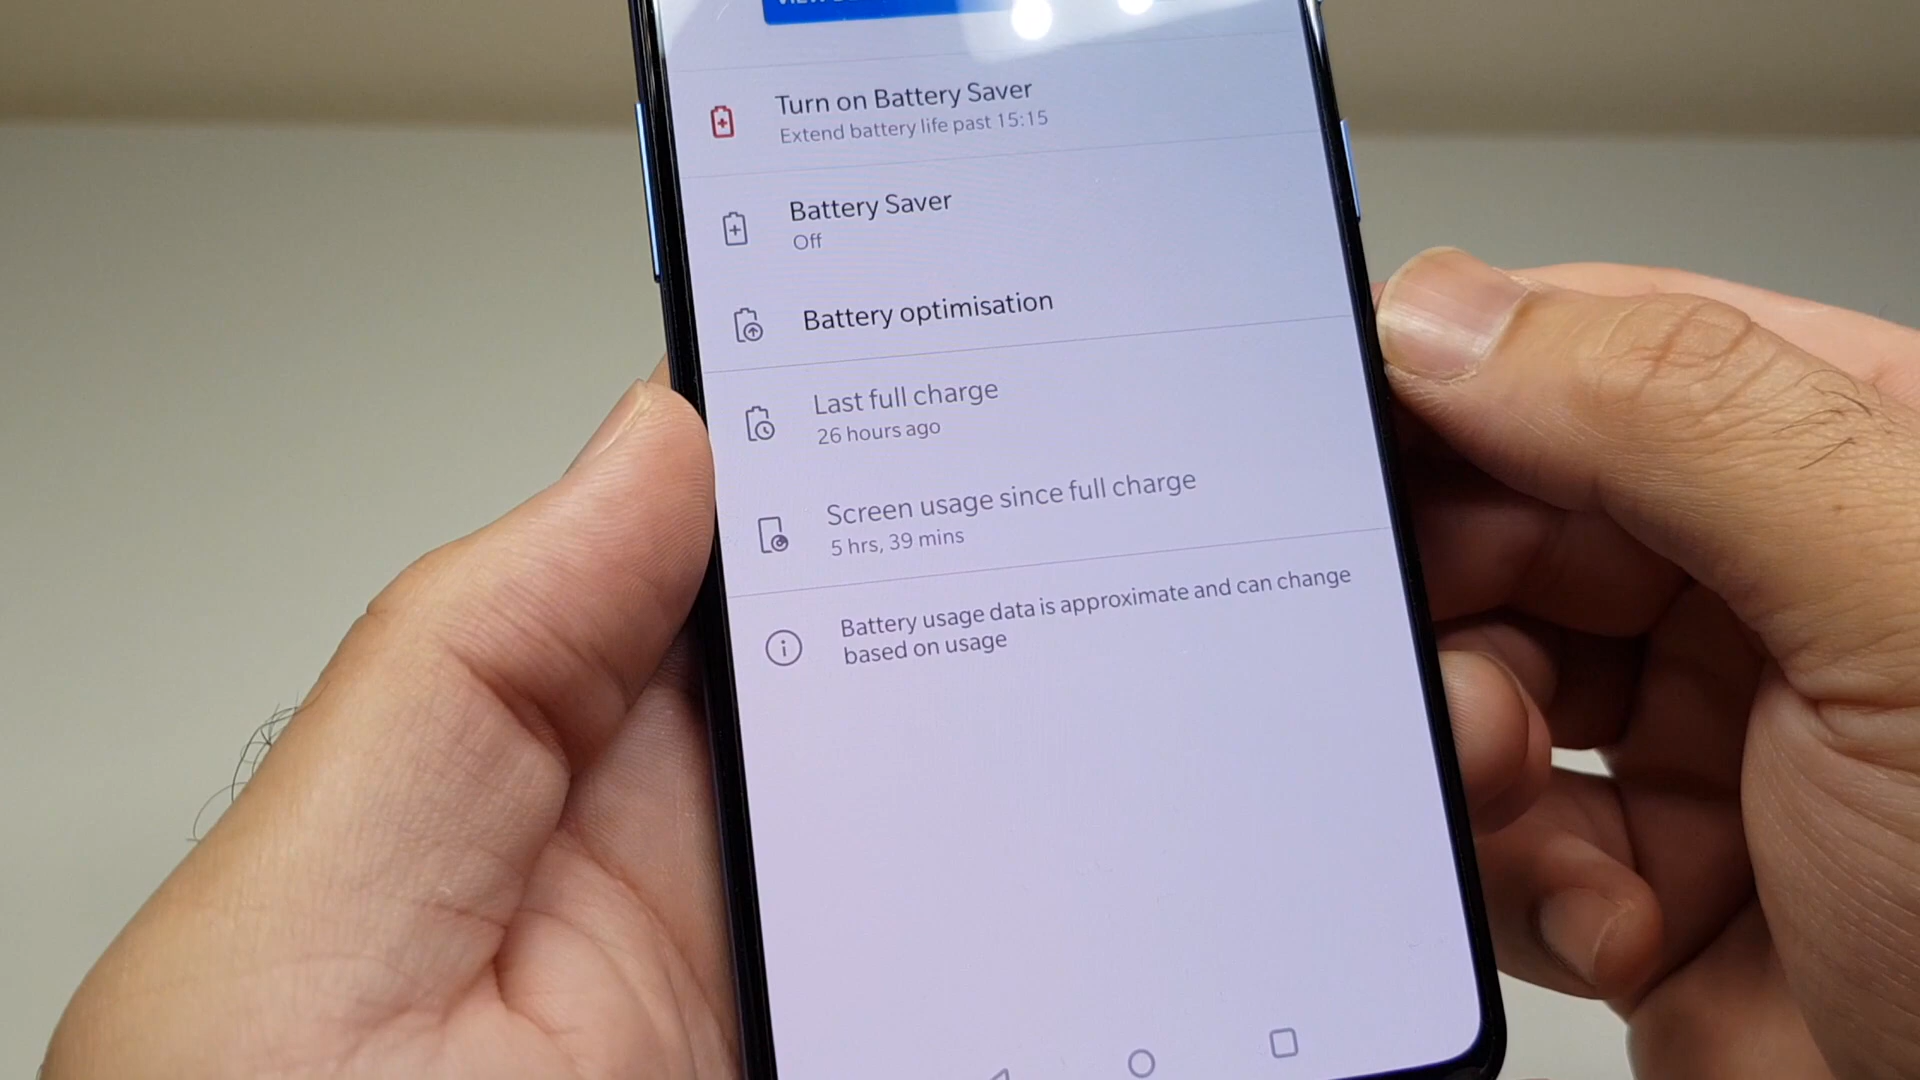 Turn on Battery Saver
Extend battery life past 15:15
Battery Saver
Off
Battery optimisation
Last full charge
26 hours ago
Screen usage since full charge
5 hrs, 39 mins
Battery usage data is approximate and can change
based on usage